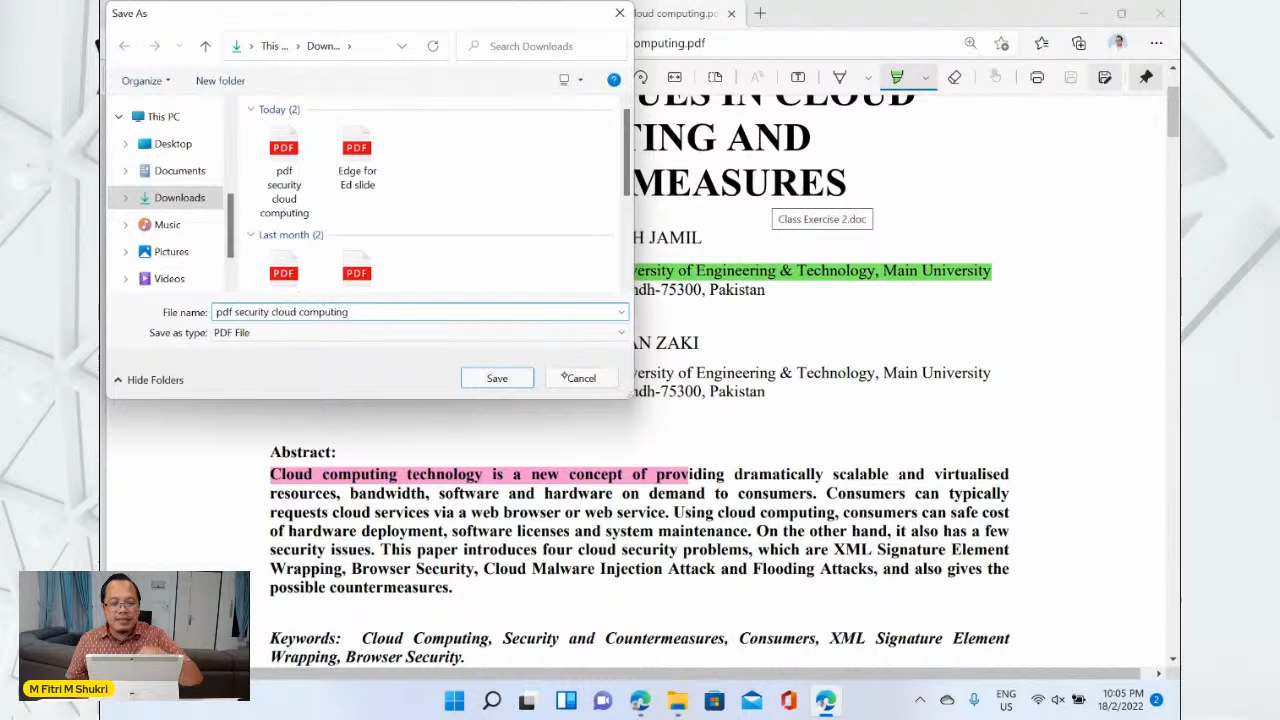 Save As
This ...
Down...
Search Downloads
Organize
New folder
This PC
Desktop
Documents
Downloads
Music
Pictures
Videos
Today (2)
PDF
PDF
pdf
security
cloud
computing
Edge for
Ed slide
Last month (2)
PDF
PDF
File name: pdf security cloud computing
Save as type: PDF File
Hide Folders
Save
Cancel
loud computing.p
omputing.pdf
UES IN CLOUD
TING AND
MEASURES
Class Exercise 2.doc
H JAMIL
versity of Engineering & Technology, Main University
ndh-75300, Pakistan
AN ZAKI
versity of Engineering & Technology, Main University
ndh-75300, Pakistan
Abstract:
Cloud computing technology is a new concept of providing dramatically scalable and virtualised
resources, bandwidth, software and hardware on demand to consumers. Consumers can typically
requests cloud services via a web browser or web service. Using cloud computing, consumers can safe cost
of hardware deployment, software licenses and system maintenance. On the other hand, it also has a few
security issues. This paper introduces four cloud security problems, which are XML Signature Element
Wrapping, Browser Security, Cloud Malware Injection Attack and Flooding Attacks, and also gives the
possible countermeasures.
Keywords: Cloud Computing, Security and Countermeasures, Consumers, XML Signature Element
Wrapping, Browser Security.
M Fitri M Shukri
ENG
US
10:05 PM
18/2/2022
2